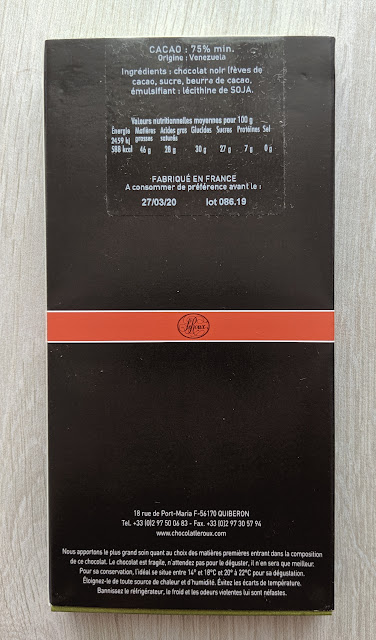 CACAO : 75% min.
Origine : Venezuela
Ingrédients : chocolat noir (fèves de
cacao, sucre, beurre de cacao,
émulsifiant : lécithine de SOJA.
Valeurs nutritionnelles moyennes pour 100 g
Énergie Matières Acides gras Glucides Sucres Protéines Sel
2459 kj grasses saturés
588 kcal 46 g 28 g 30 g 27 g 7 g 0 g
FABRIQUÉ EN FRANCE
A consommer de préférence avant le :
27/03/20 lot 086.19
LeRoux
18 rue de Port-Maria F-56170 QUIBERON
Tel. +33 (0)2 97 50 06 83 - Fax. +33 (0)2 97 30 57 94
www.chocolatleroux.com
Nous apportons le plus grand soin quant au choix des matières premières entrant dans la composition
de ce chocolat. Le chocolat est fragile, n'attendez pas pour le déguster, il n'en sera que meilleur.
Pour sa conservation, l'idéal se situe entre 14° et 18°C et 20° à 22°C pour sa dégustation.
Éloignez-le de toute source de chaleur et d'humidité. Évitez les écarts de température.
Bannissez le réfrigérateur, le froid et les odeurs violentes lui sont néfastes.